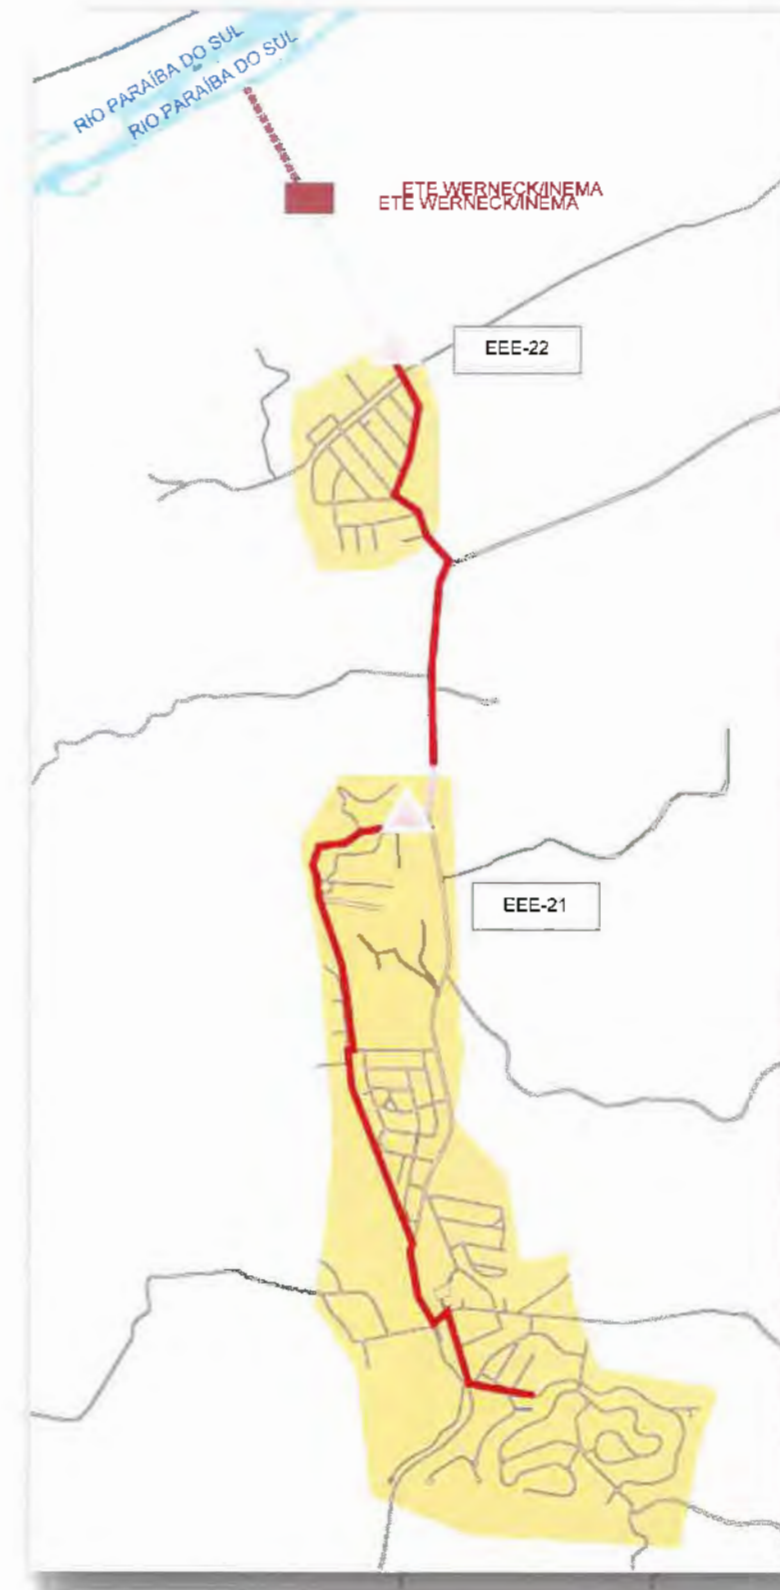 RIO PARAÍBA DO SUL
RIO PARAÍBA DO SUL
ETE WERNECK/INEMA
ETE WERNECK/INEMA
EEE-22
EEE-21